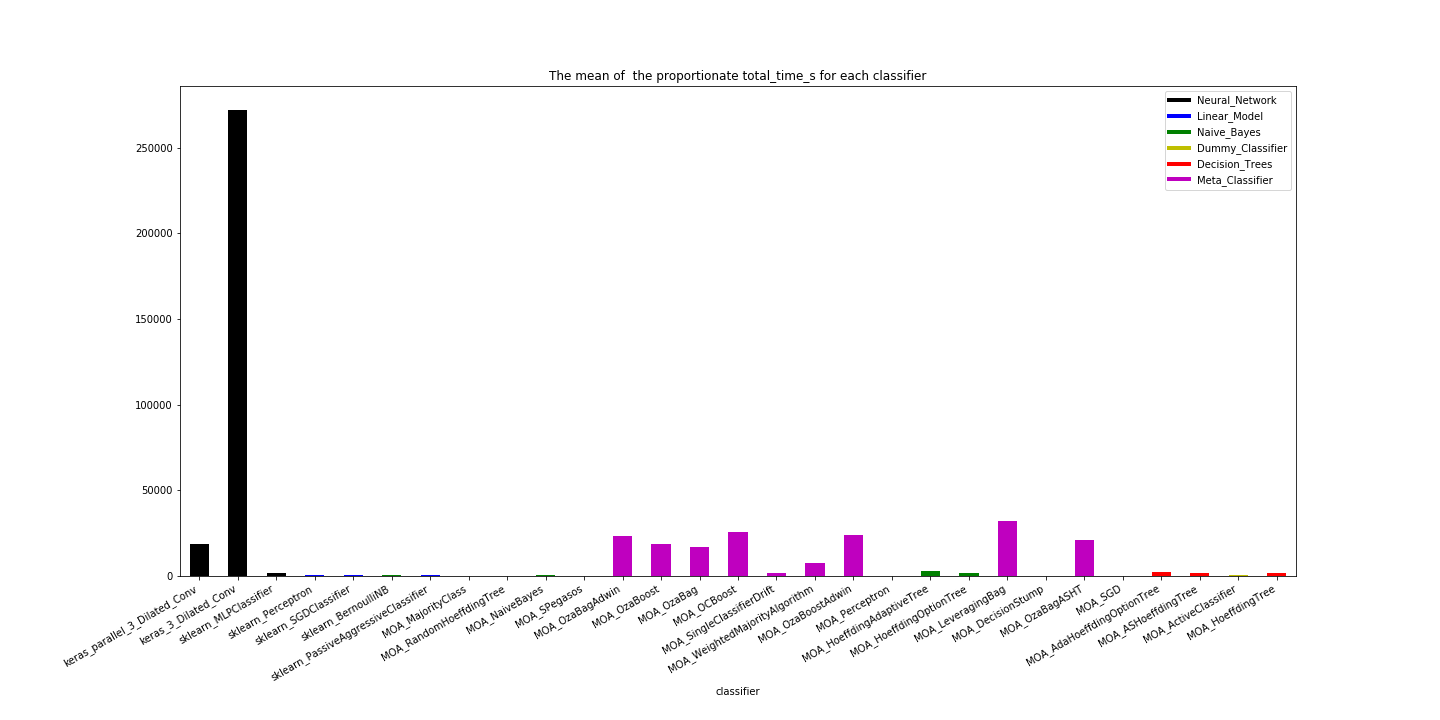 The mean of  the proportionate total_time_s for each classifier
Neural_Network
Linear_Model
Naive_Bayes
Dummy_Classifier
Decision_Trees
Meta_Classifier
250000
200000
150000
100000
50000
0
keras_parallel_3_Dilated_Conv
keras_3_Dilated_Conv
sklearn_MLPClassifier
sklearn_Perceptron
sklearn_SGDClassifier
sklearn_BernoulliNB
sklearn_PassiveAggressiveClassifier
MOA_MajorityClass
MOA_RandomHoeffdingTree
MOA_NaiveBayes
MOA_SPegasos
MOA_OzaBagAdwin
MOA_OzaBoost
MOA_OzaBag
MOA_OCBoost
MOA_SingleClassifierDrift
MOA_WeightedMajorityAlgorithm
MOA_OzaBoostAdwin
MOA_Perceptron
MOA_HoeffdingAdaptiveTree
MOA_HoeffdingOptionTree
MOA_LeveragingBag
MOA_DecisionStump
MOA_OzaBagASHT
MOA_SGD
MOA_AdaHoeffdingOptionTree
MOA_ASHoeffdingTree
MOA_ActiveClassifier
MOA_HoeffdingTree
classifier